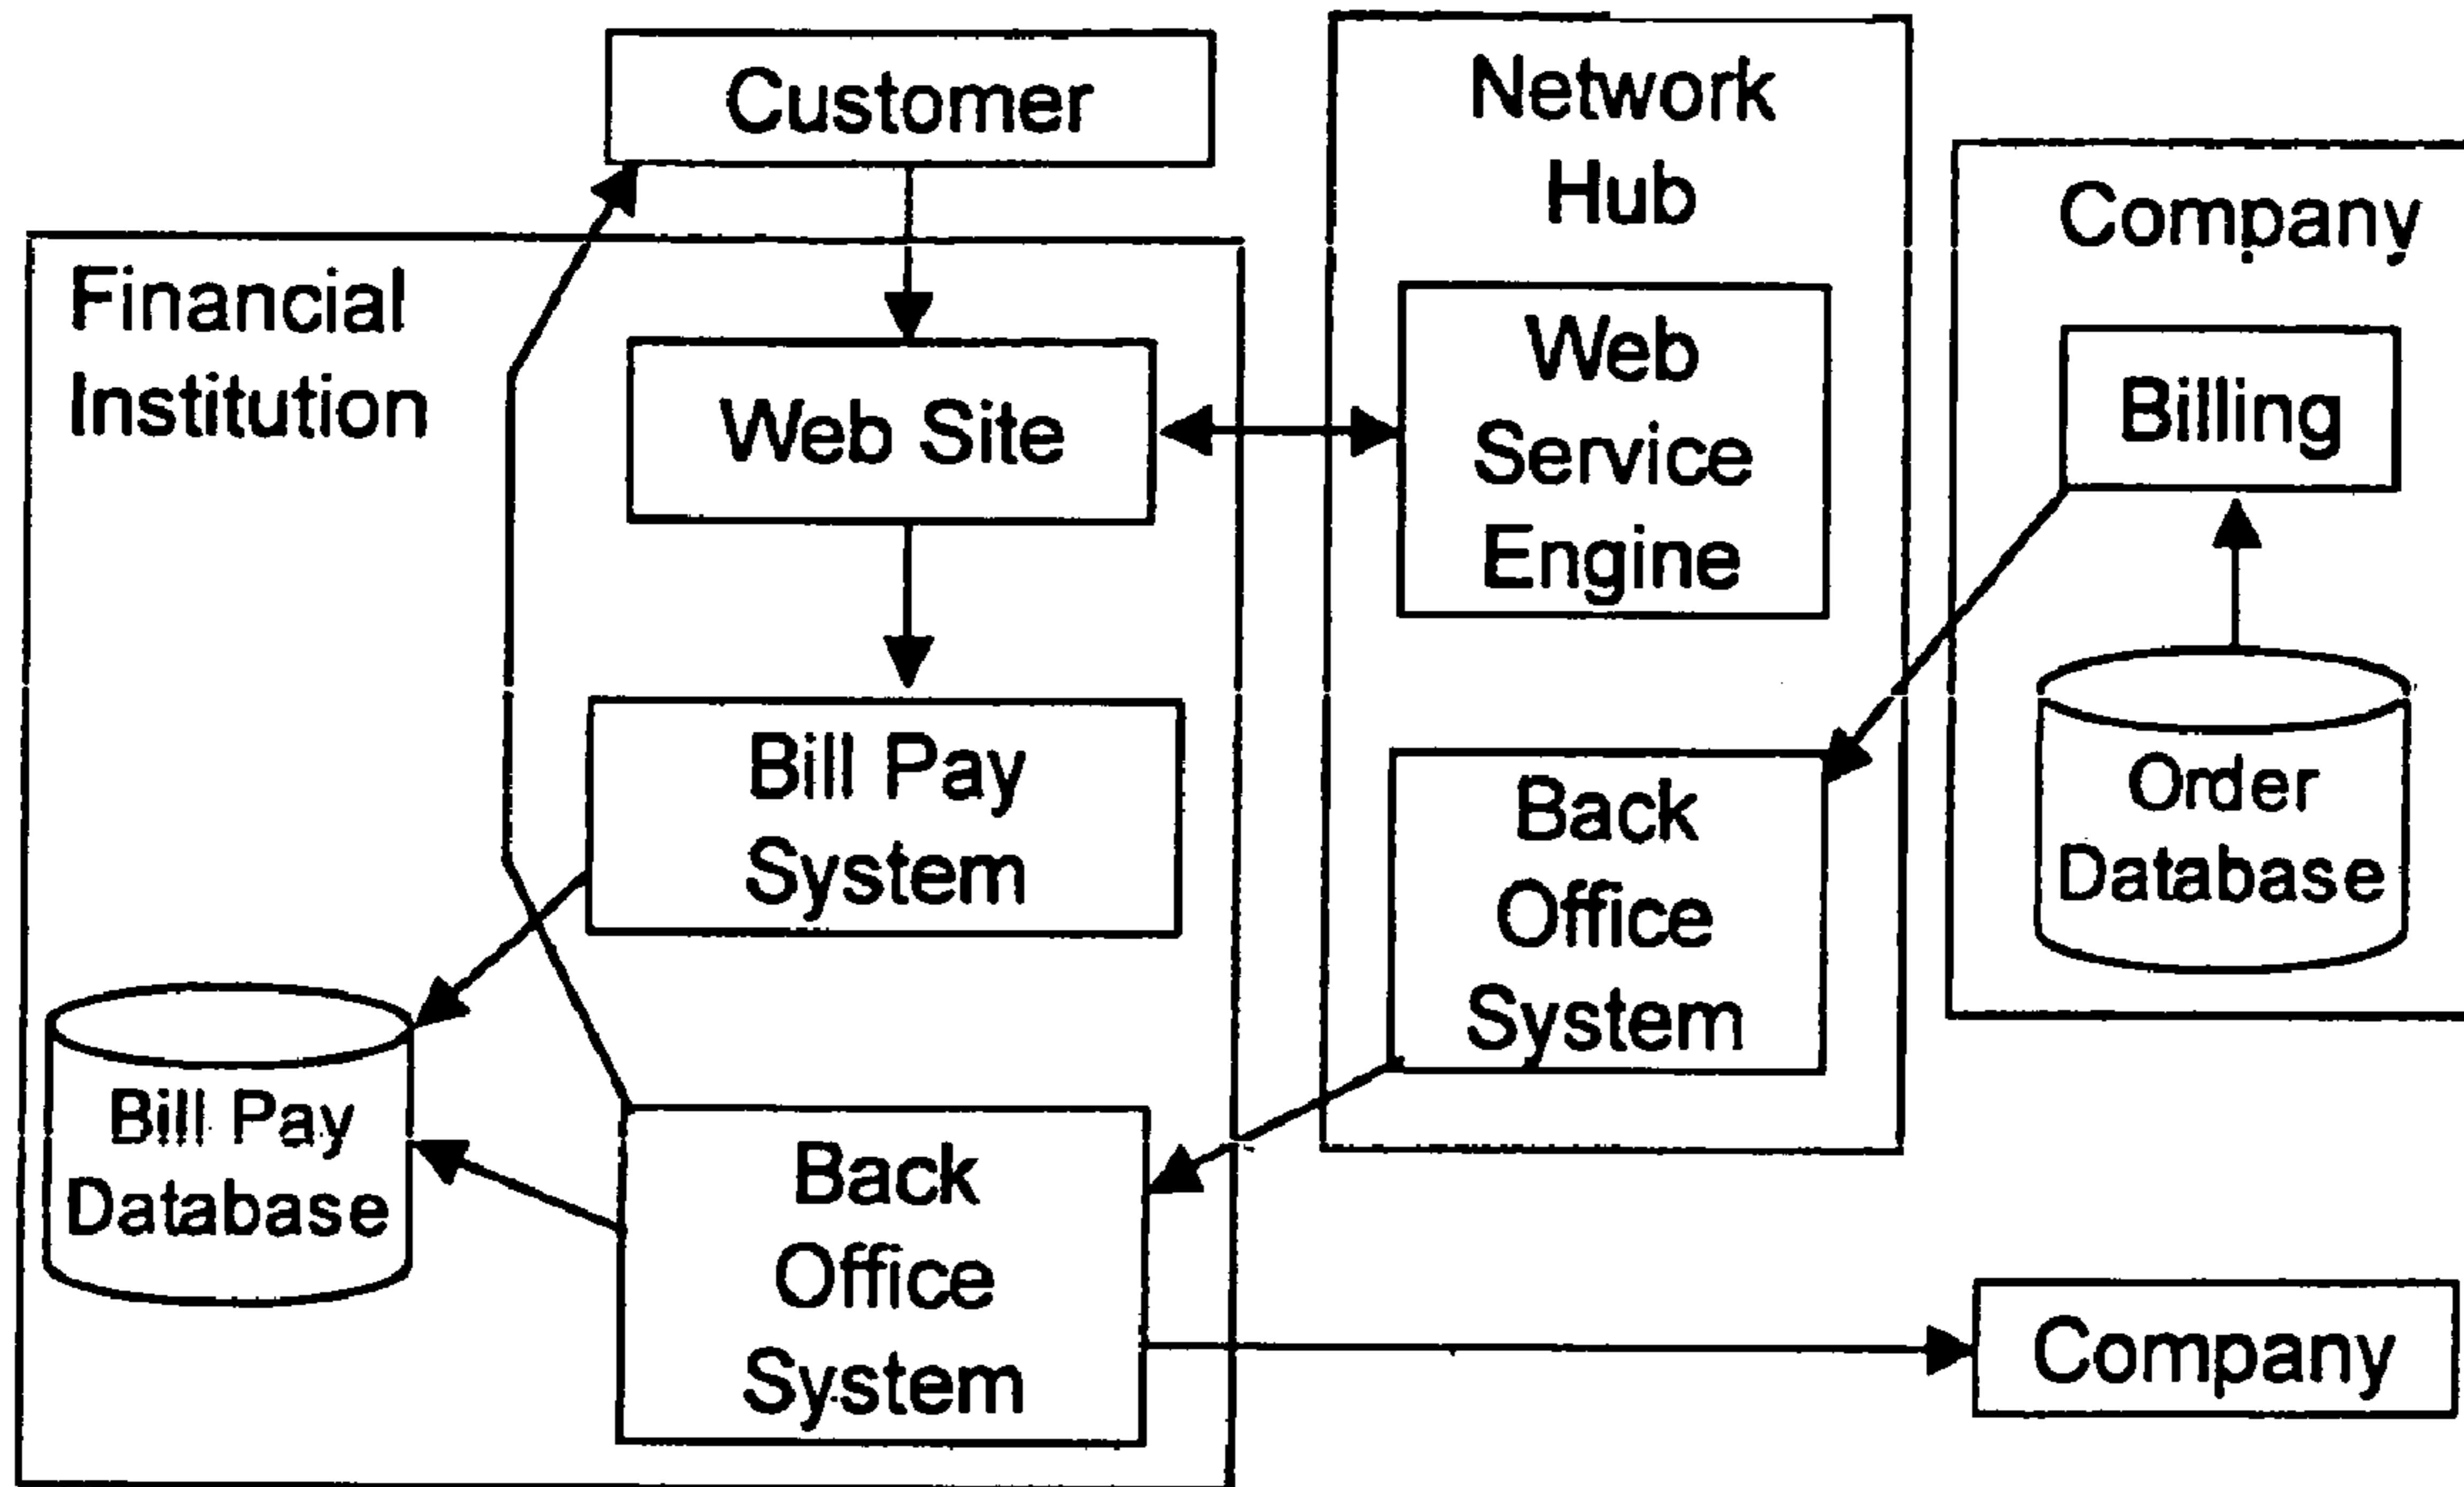 Customer
Network
Hub
Company
Financial
Institution
Web Site
Web
Service
Engine
Billing
Bill Pay
System
Back
Office
System
Order
Database
Bill Pay
Database
Back
Office
System
Company